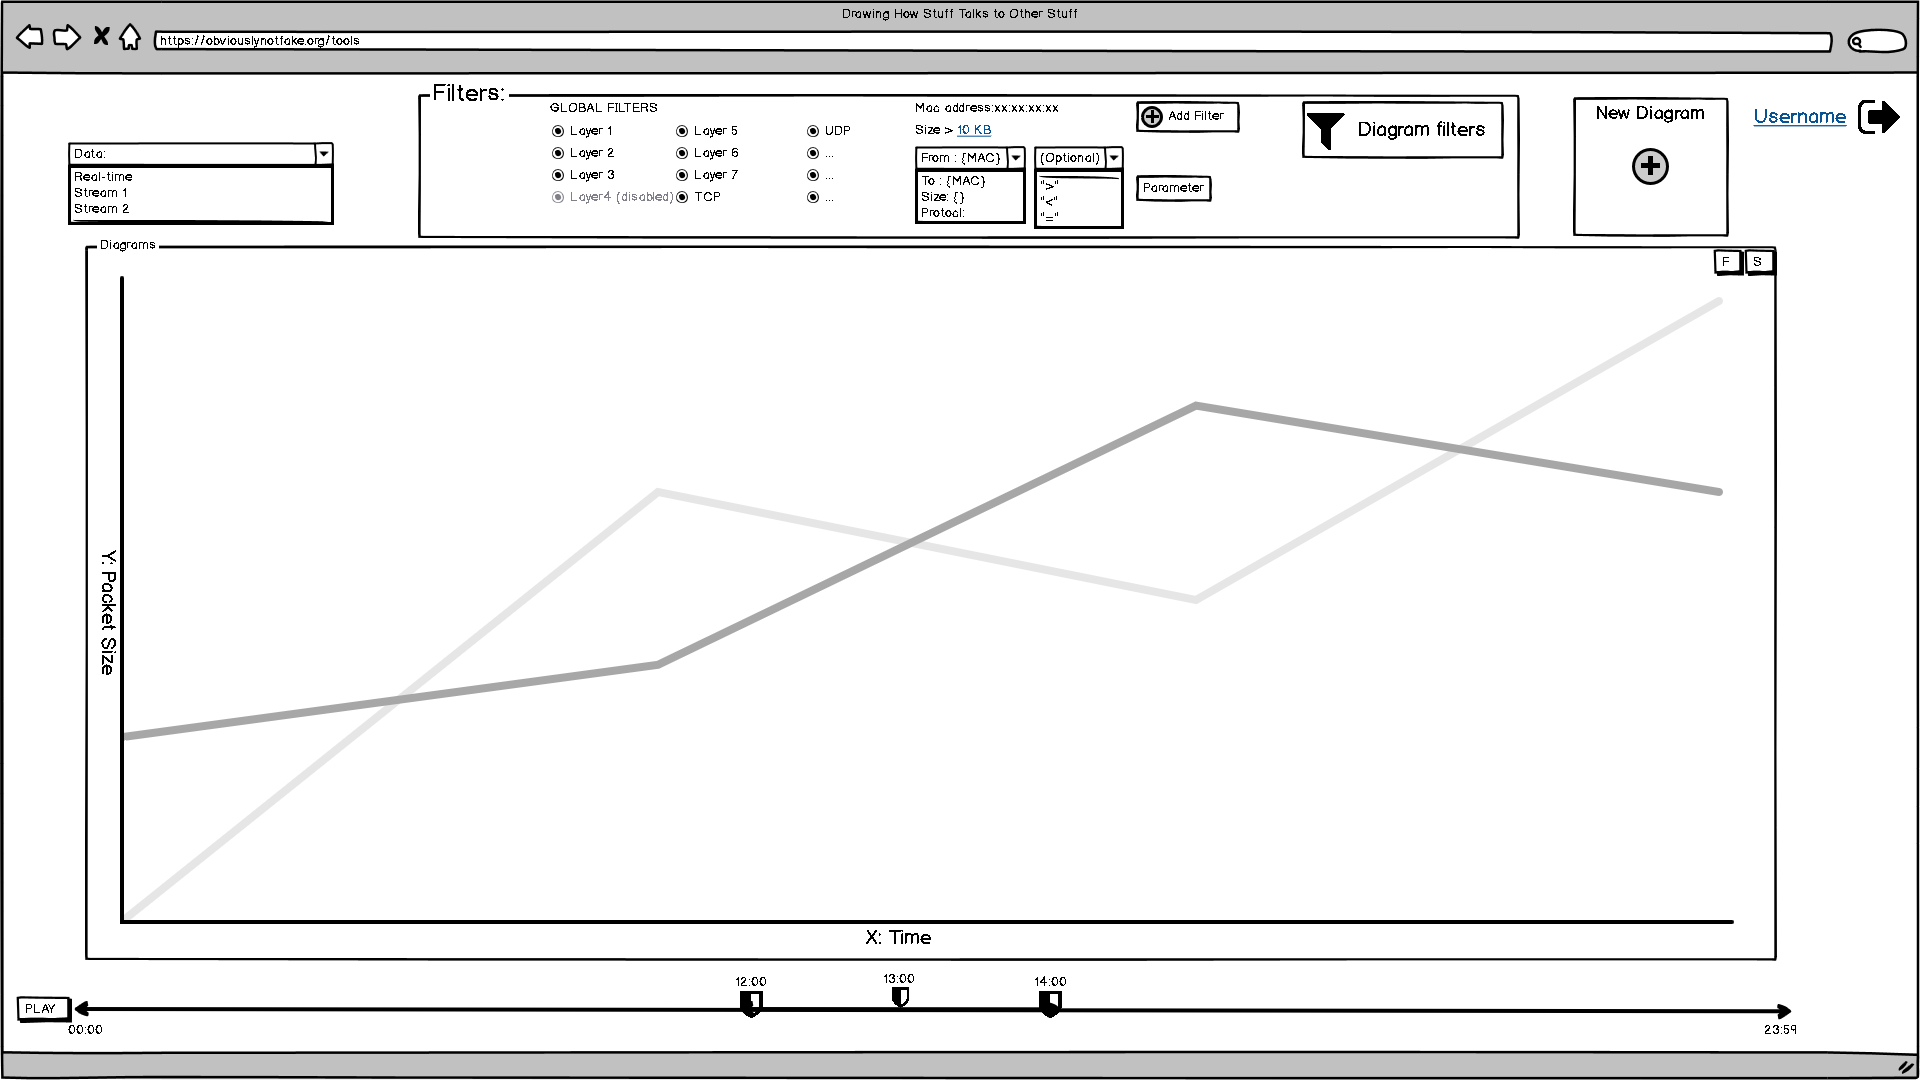 Drawing How Stuff Talks to Other Stuff
https://obviouslynotfake.org/tools
Filters:
GLOBAL FILTERS
Layer 1
Layer 2
Layer 3
Layer4 (disabled)
Layer 5
Layer 6
Layer 7
TCP
UDP
...
...
...
Mac address:xx:xx:xx:xx
Size > 10 KB
From : {MAC}
To : {MAC}
Size: {}
Protocl:
(Optional)
">"
"<"
"="
Add Filter
Parameter
Diagram filters
New Diagram
Username
Data:
Real-time
Stream 1
Stream 2
Diagrams
F
S
Y: Packet Size
X: Time
12:00
13:00
14:00
PLAY
00:00
23:59